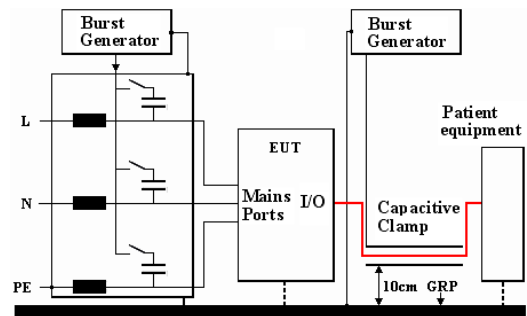 Burst
Generator
Burst
Generator
Patient
equipment
L
EUT
N
Mains
Ports
I/O
Capacitive
Clamp
PE
10cm GRP